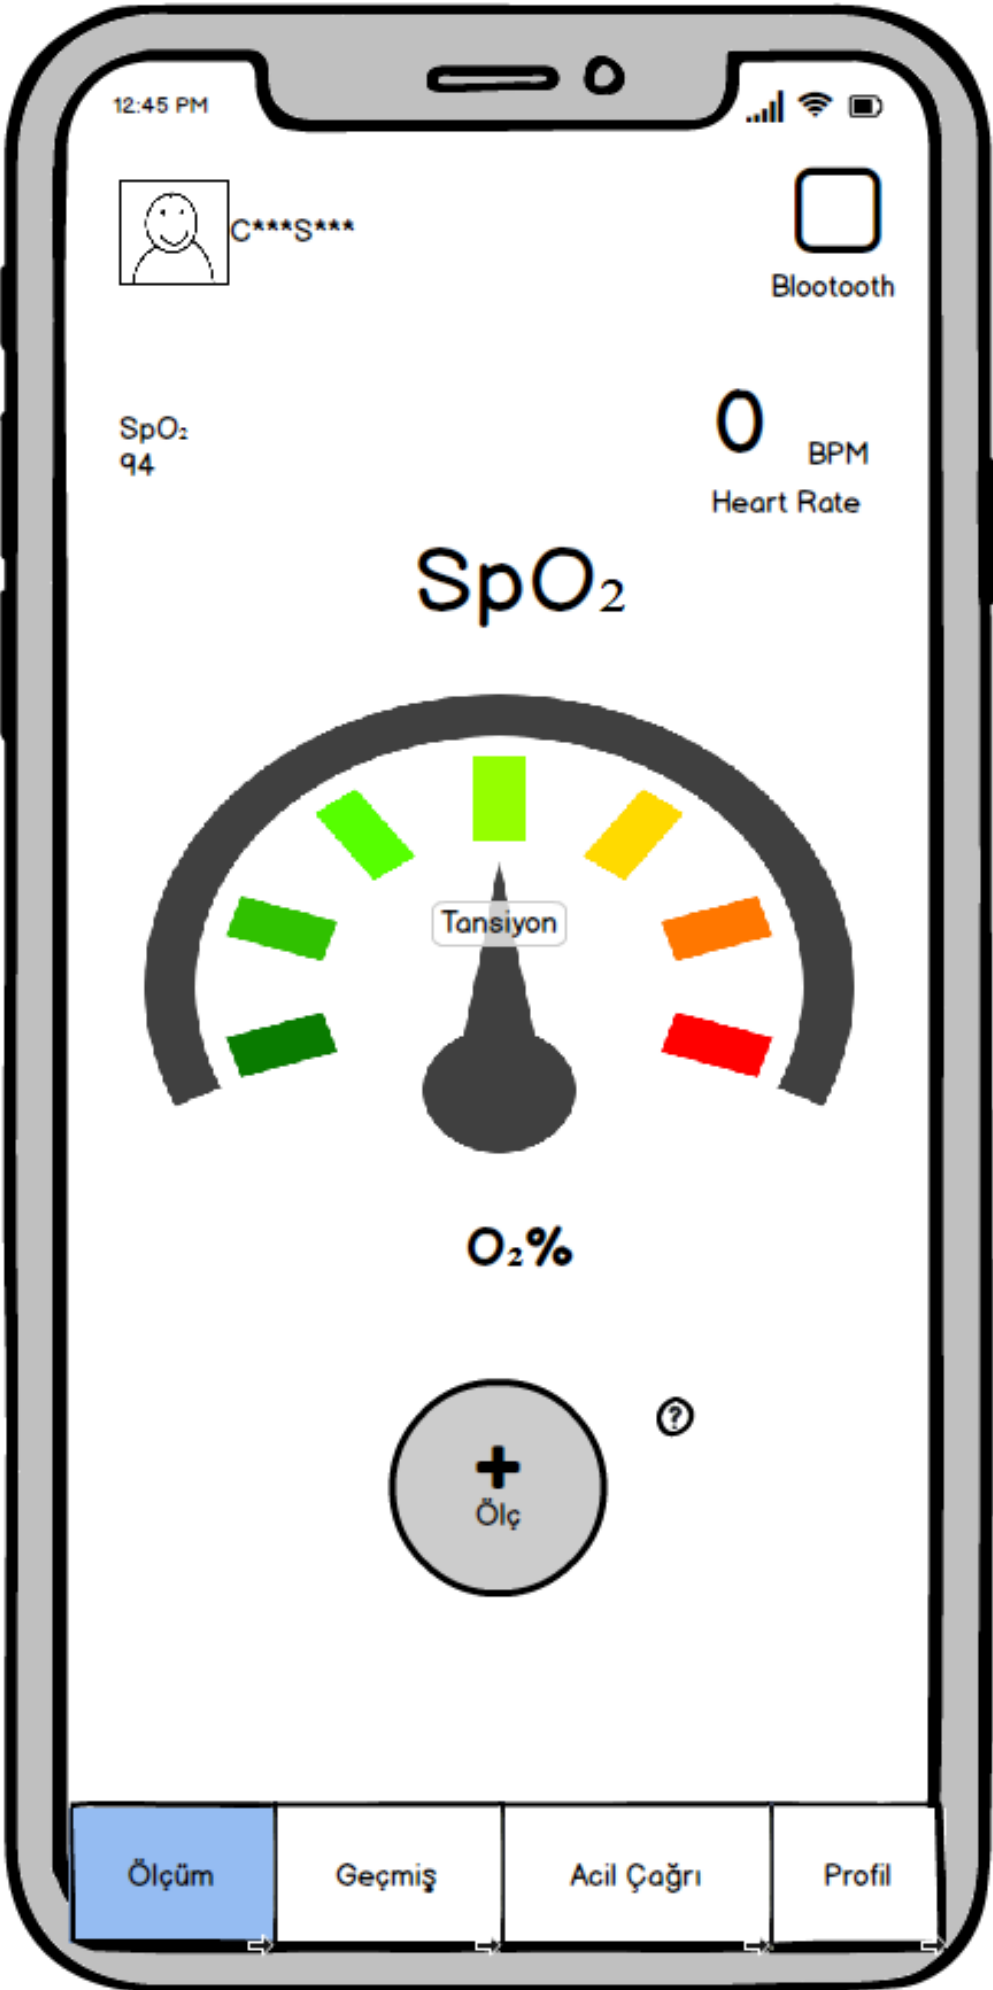 12:45 PM
C***S***
Blootooth
SpO₂
94
0 BPM
Heart Rate
SpO₂
Tansiyon
O₂%
?
+
Ölç
Ölçüm
Geçmiş
Acil Çağrı
Profil